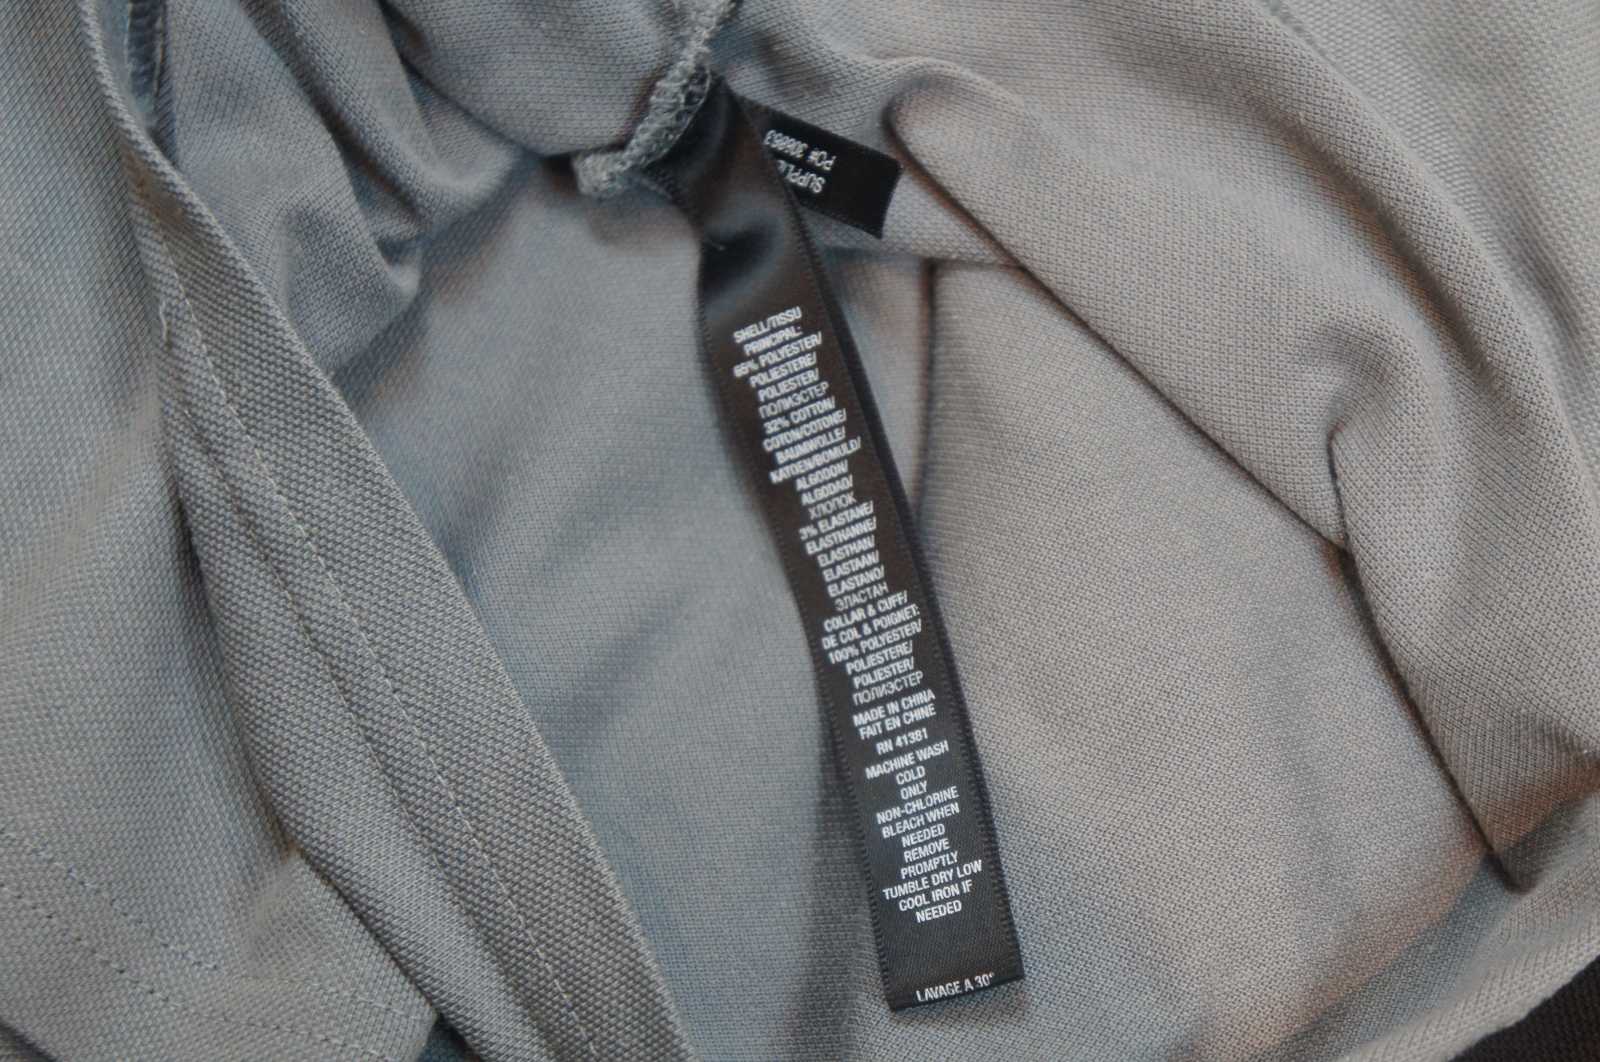 SUPPL
PO# 300853
SHELL/TISSU
PRINCIPAL:
65% POLYESTER/
POLIESTERE/
POLIESTER/
ПОЛИЭСТЕР
32% COTTON/
COTON/COTONE/
BAUMWOLLE/
KATOEN/BOMULD/
ALGODON/
ALGODAO/
ХЛОПОК
3% ELASTANE/
ELASTHANNE/
ELASTHAN/
ELASTAAN/
ELASTANO/
ЭЛАСТАН
COLLAR & CUFF/
DE COL & POIGNET:
100% POLYESTER/
POLIESTERE/
POLIESTER/
ПОЛИЭСТЕР
MADE IN CHINA
FAIT EN CHINE
RN 41381
MACHINE WASH
COLD
ONLY
NON-CHLORINE
BLEACH WHEN
NEEDED
REMOVE
PROMPTLY
TUMBLE DRY LOW
COOL IRON IF
NEEDED
LAVAGE A 30°